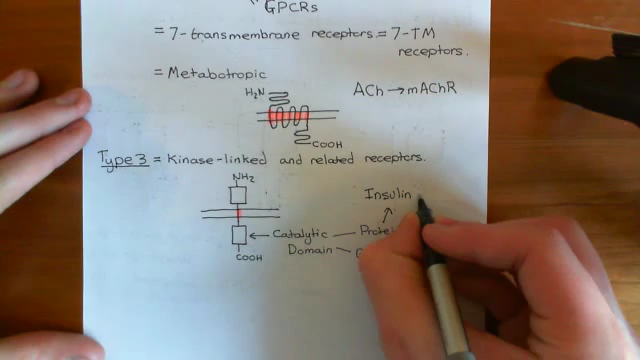 GPCRs
= 7-transmembrane receptors = 7-TM
receptors.
= Metabotropic
H₂N
ACh → mAChR
COOH
Type 3 = Kinase-linked and related receptors.
NH₂
Insulin
← Catalytic
Domain
COOH